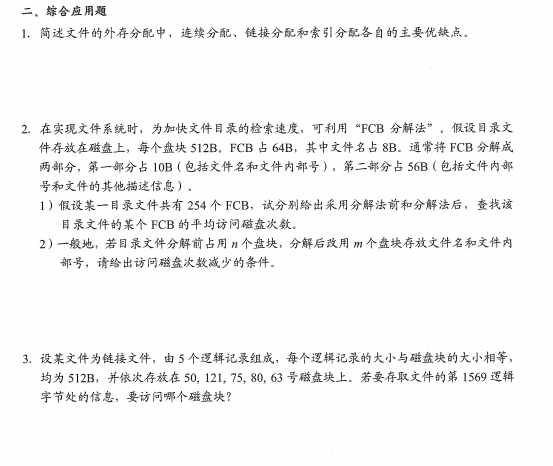 二、综合应用题
1. 简述文件的外存分配中，连续分配、链接分配和索引分配各自的主要优缺点。
2. 在实现文件系统时，为加快文件目录的检索速度，可利用“FCB 分解法”。假设目录文
件存放在磁盘上，每个盘块 512B。FCB 占 64B，其中文件名占 8B。通常将 FCB 分解成
两部分，第一部分占 10B（包括文件名和文件内部号），第二部分占 56B（包括文件内部
号和文件的其他描述信息）。
1）假设某一目录文件共有 254 个 FCB，试分别给出采用分解法前和分解法后，查找该
目录文件的某个 FCB 的平均访问磁盘次数。
2）一般地，若目录文件分解前占用 n 个盘块，分解后改用 m 个盘块存放文件名和文件内
部号，请给出访问磁盘次数减少的条件。
3. 设某文件为链接文件，由 5 个逻辑记录组成，每个逻辑记录的大小与磁盘块的大小相等，
均为 512B，并依次存放在 50, 121, 75, 80, 63 号磁盘块上。若要存取文件的第 1569 逻辑
字节处的信息，要访问哪个磁盘块？